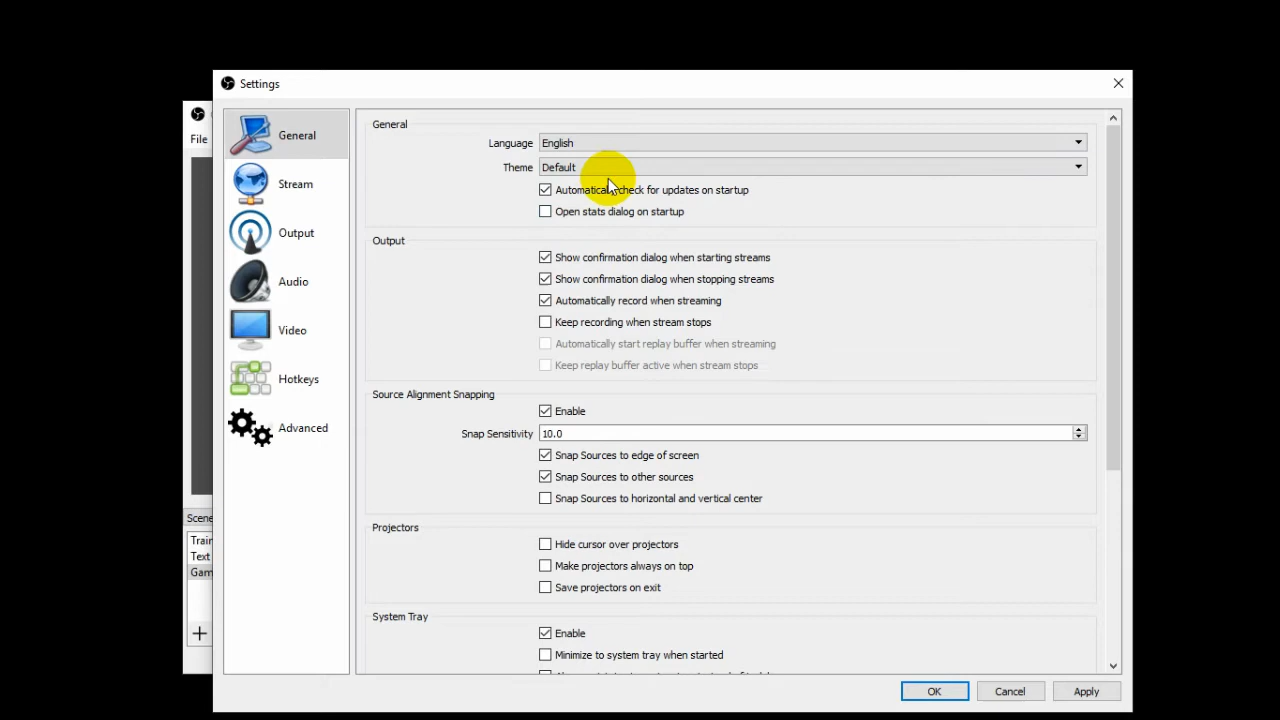 Settings
File
General
Stream
Output
Audio
Video
Hotkeys
Advanced
General
Language English
Theme Default
Automatically check for updates on startup
Open stats dialog on startup
Output
Show confirmation dialog when starting streams
Show confirmation dialog when stopping streams
Automatically record when streaming
Keep recording when stream stops
Automatically start replay buffer when streaming
Keep replay buffer active when stream stops
Source Alignment Snapping
Enable
Snap Sensitivity 10.0
Snap Sources to edge of screen
Snap Sources to other sources
Snap Sources to horizontal and vertical center
Projectors
Hide cursor over projectors
Make projectors always on top
Save projectors on exit
System Tray
Enable
Minimize to system tray when started
Scene
Train
Text
Gam
OK Cancel Apply